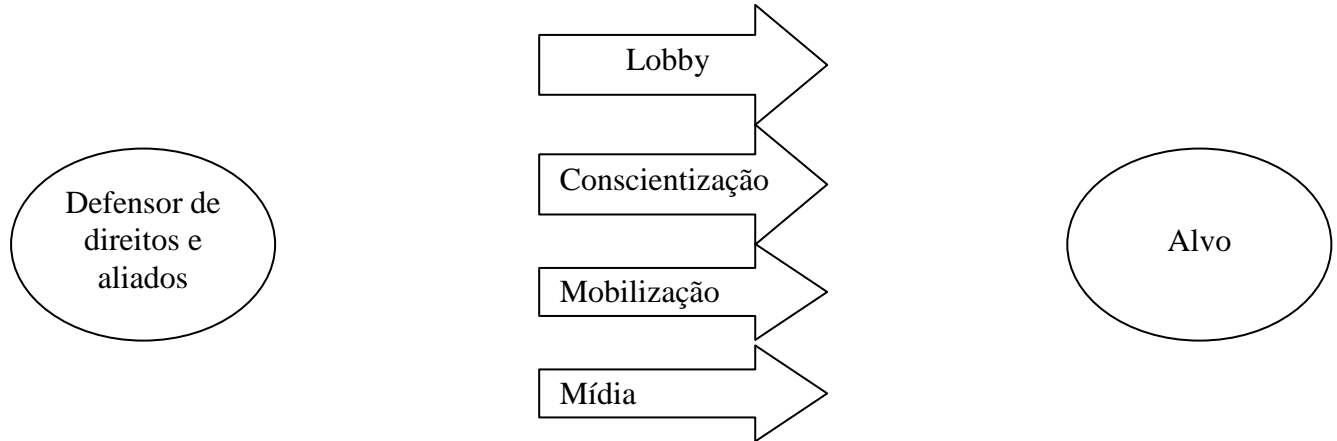 Defensor de
direitos e
aliados
Lobby
Conscientização
Mobilização
Mídia
Alvo